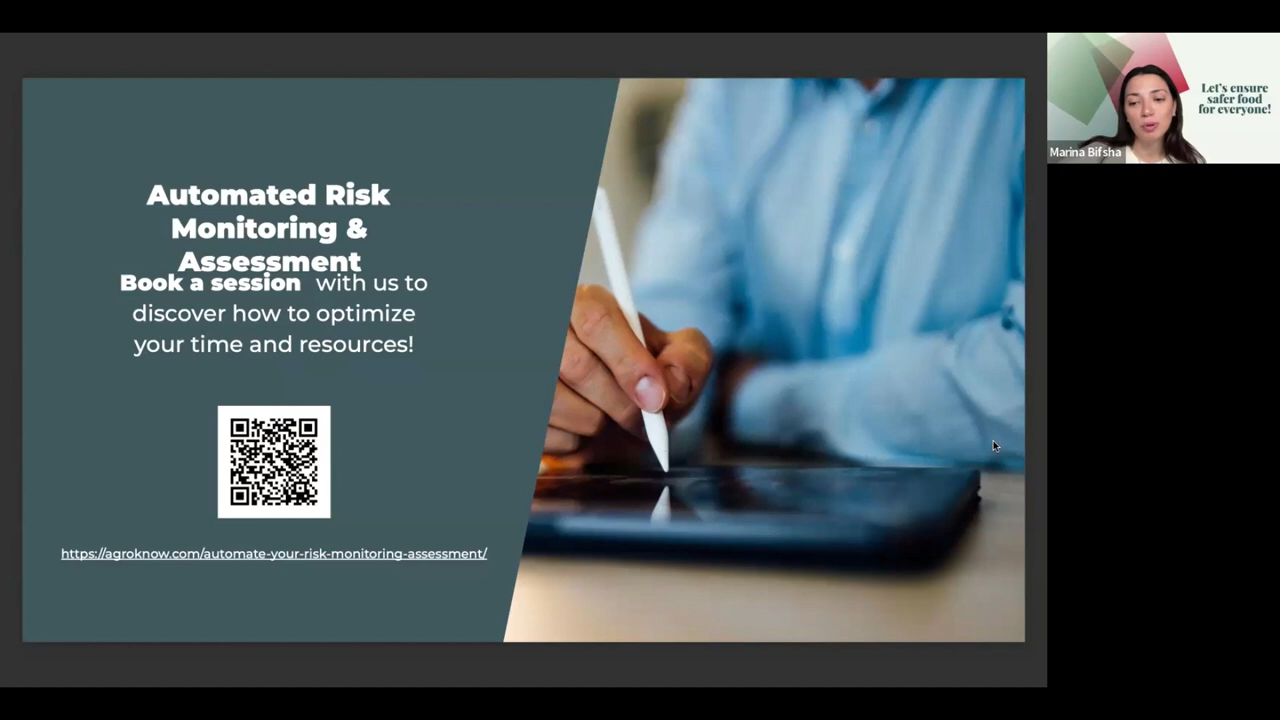 Automated Risk
Monitoring &
Assessment
Book a session with us to
discover how to optimize
your time and resources!
https://agroknow.com/automate-your-risk-monitoring-assessment/
Let's ensure
safer food
for everyone!
Marina Bifsha